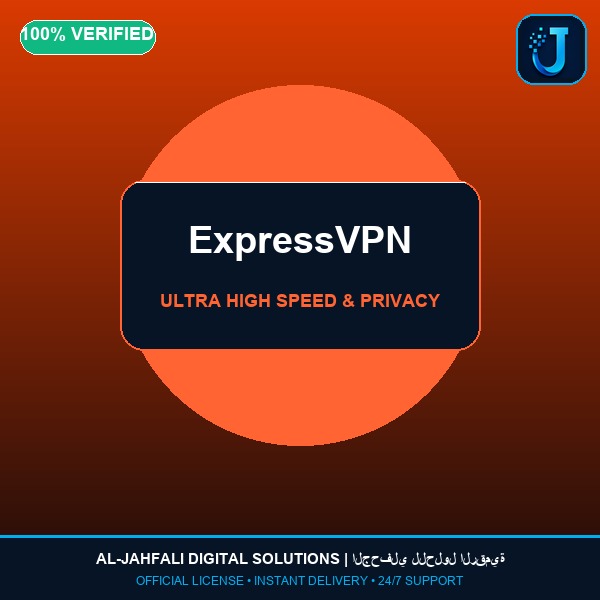 100% VERIFIED
J
ExpressVPN
ULTRA HIGH SPEED & PRIVACY
AL-JAHFALI DIGITAL SOLUTIONS | الجحفلي للحلول الرقمية
OFFICIAL LICENSE • INSTANT DELIVERY • 24/7 SUPPORT